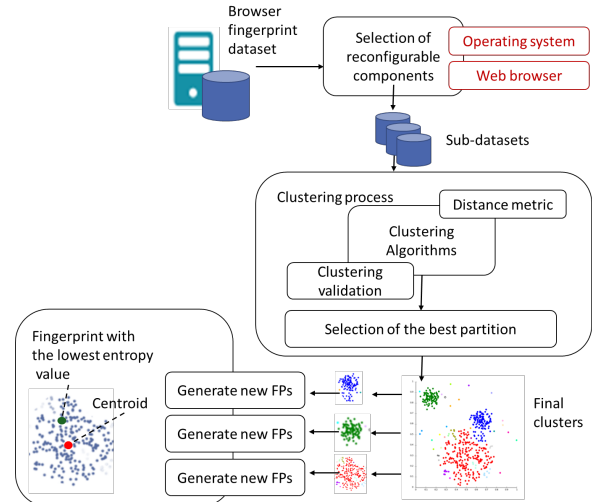 Browser
fingerprint
dataset
Selection of
reconfigurable
components
Operating system
Web browser
Sub-datasets
Clustering process
Distance metric
Clustering
Algorithms
Clustering
validation
Selection of the best partition
Fingerprint with
the lowest entropy
value
Centroid
Generate new FPs
Generate new FPs
Generate new FPs
Final
clusters